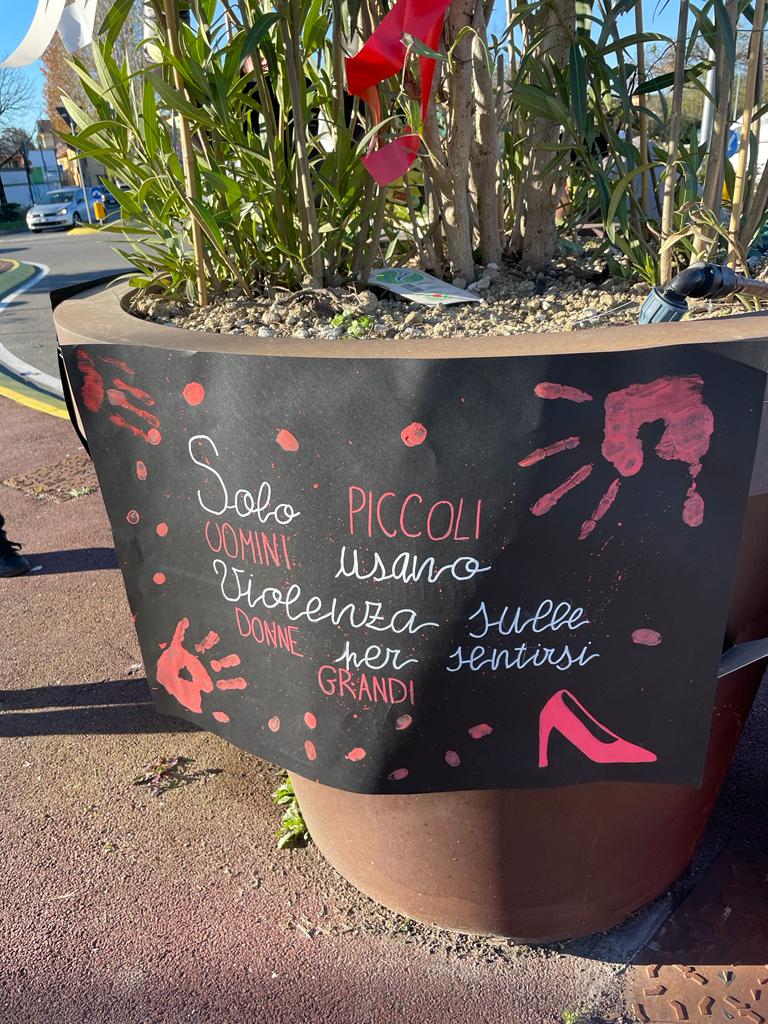 Solo PICCOLI
UOMINI usano
Violenza sulle
DONNE per sentirsi
GRANDI